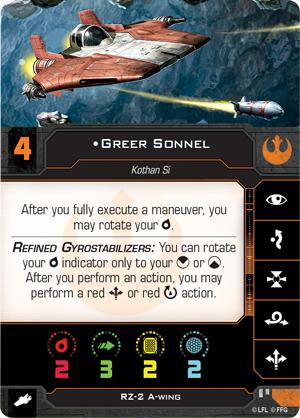 4
•Greer Sonnel
Kothan Si
After you fully execute a maneuver, you
may rotate your .
Refined Gyrostabilizers: You can rotate
your indicator only to your or .
After you perform an action, you may
perform a red or red action.
2 3 2 2
RZ-2 A-wing
© LFL © FFG